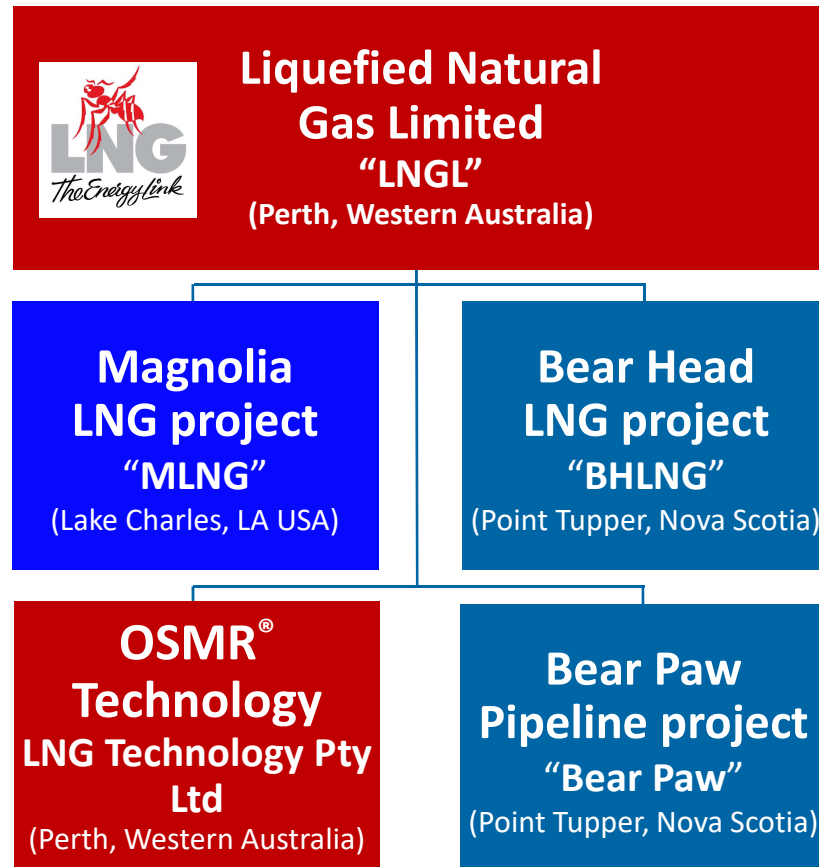 LNG
The Energy Link
Liquefied Natural
Gas Limited
“LNGL”
(Perth, Western Australia)
Magnolia
LNG project
“MLNG”
(Lake Charles, LA USA)
Bear Head
LNG project
“BHLNG”
(Point Tupper, Nova Scotia)
OSMR®
Technology
LNG Technology Pty
Ltd
(Perth, Western Australia)
Bear Paw
Pipeline project
“Bear Paw”
(Point Tupper, Nova Scotia)